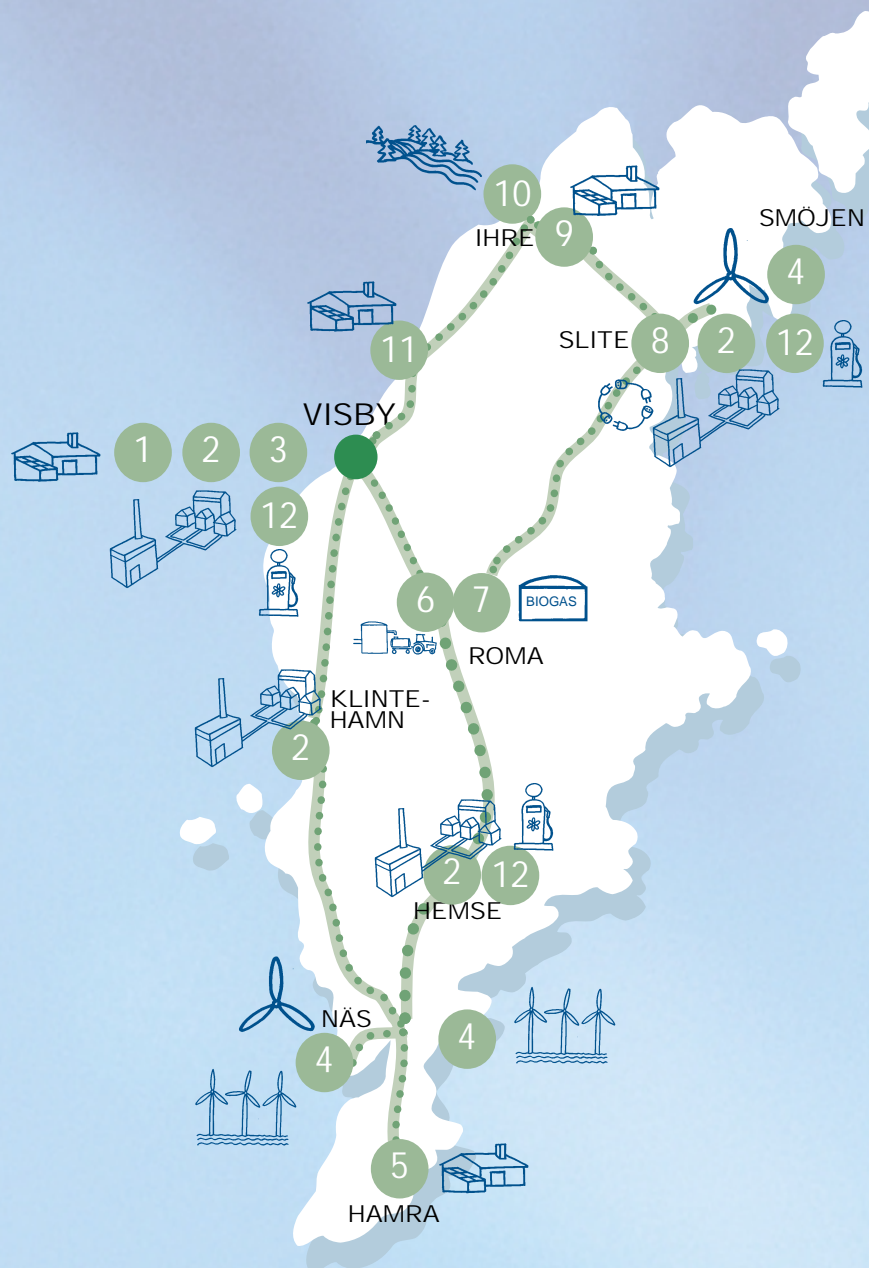 10
IHRE 9
SMÖJEN
4
11
SLITE 8 2 12
VISBY
1 2 3
12
6 7 BIOGAS
ROMA
KLINTE-
HAMN
2
2 12
HEMSE
NÄS
4
4
5
HAMRA